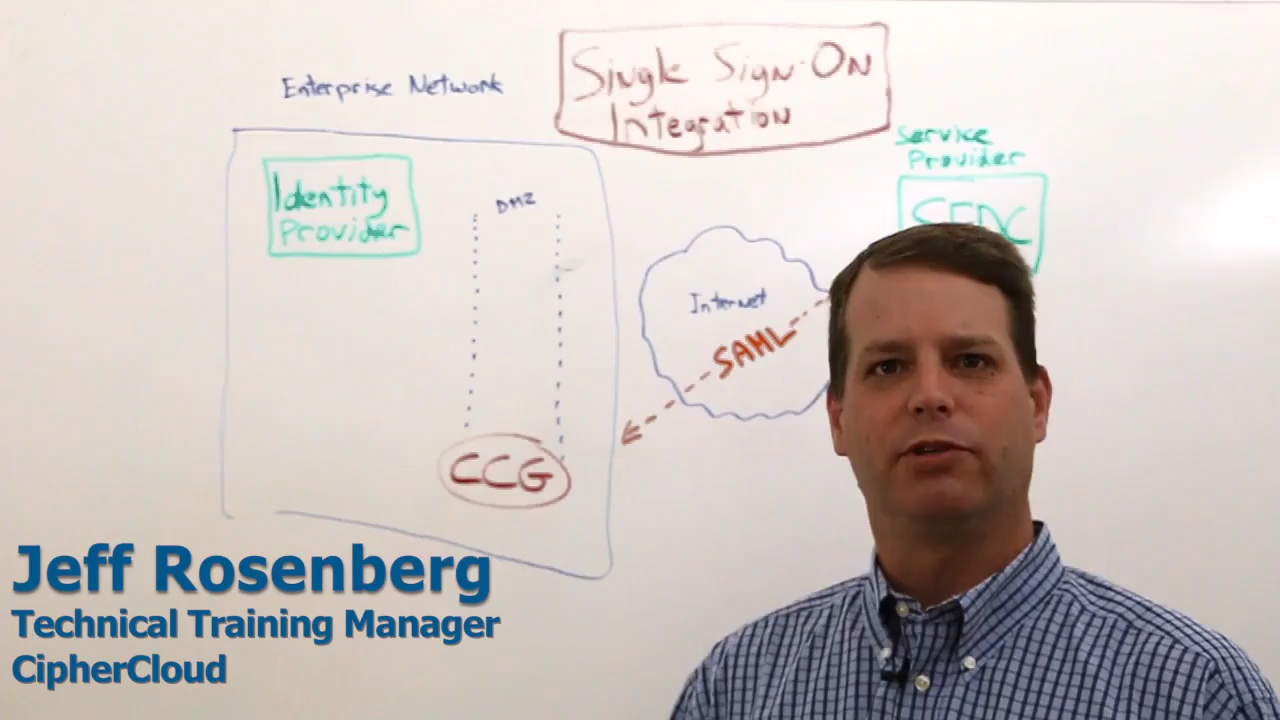 Single Sign-On
Integration
Enterprise Network
Service
Provider
Identity
Provider
DMZ
SFDC
Internet
SAML
CCG
Jeff Rosenberg
Technical Training Manager
CipherCloud